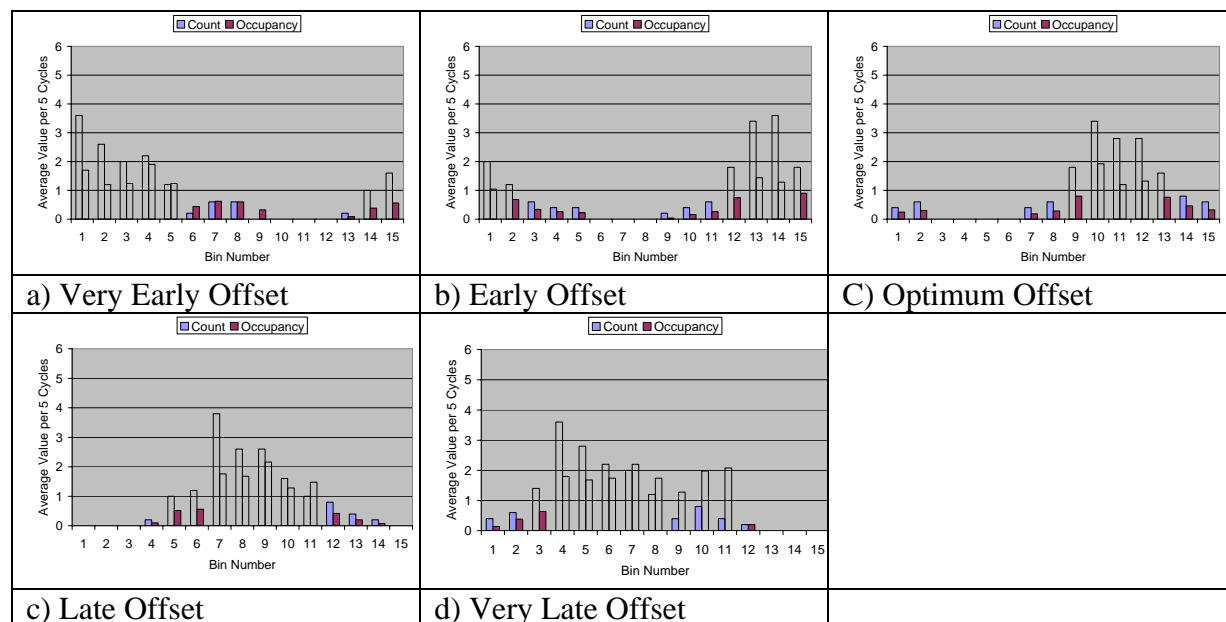 Count Occupancy
Average Value per 5 Cycles
6
5
4
3
2
1
0
1 2 3 4 5 6 7 8 9 10 11 12 13 14 15
Bin Number
a) Very Early Offset
Count Occupancy
Average Value per 5 Cycles
6
5
4
3
2
1
0
1 2 3 4 5 6 7 8 9 10 11 12 13 14 15
Bin Number
b) Early Offset
Count Occupancy
Average Value per 5 Cycles
6
5
4
3
2
1
0
1 2 3 4 5 6 7 8 9 10 11 12 13 14 15
Bin Number
C) Optimum Offset
Count Occupancy
Average Value per 5 Cycles
6
5
4
3
2
1
0
1 2 3 4 5 6 7 8 9 10 11 12 13 14 15
Bin Number
c) Late Offset
Count Occupancy
Average Value per 5 Cycles
6
5
4
3
2
1
0
1 2 3 4 5 6 7 8 9 10 11 12 13 14 15
Bin Number
d) Very Late Offset